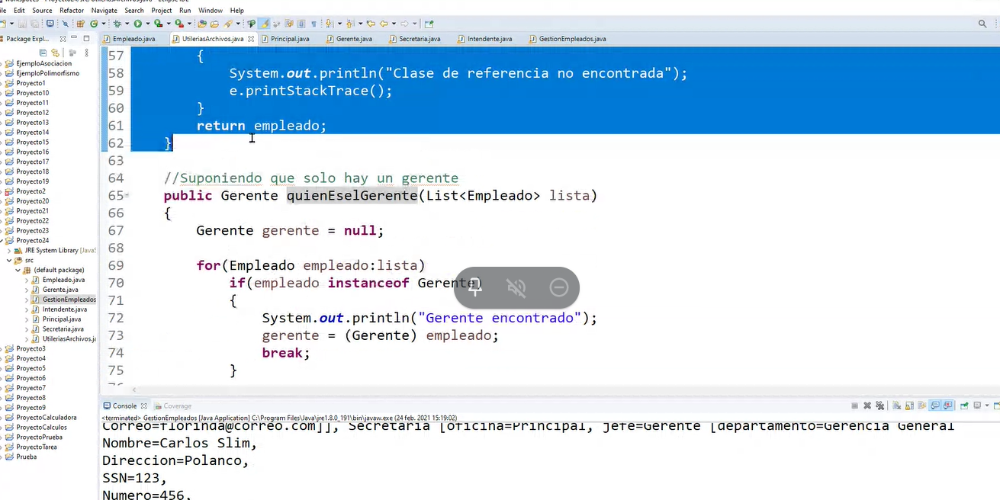 File Edit Source Refactor Navigate Search Project Run Window Help
Package Expl...
Empleado.java UtileriasArchivos.java Principal.java Gerente.java Secretaria.java Intendente.java GestionEmpleados.java
EjemploAsociacion
EjemploPolimorfismo
Proyecto1
Proyecto10
Proyecto11
Proyecto12
Proyecto13
Proyecto14
Proyecto15
Proyecto16
Proyecto17
Proyecto18
Proyecto19
Proyecto2
Proyecto20
Proyecto21
Proyecto22
Proyecto23
Proyecto24
JRE System Library [Java
src
(default package)
Empleado.java
Gerente.java
GestionEmpleados
Intendente.java
Principal.java
Secretaria.java
UtileriasArchivos.ja
Proyecto3
Proyecto4
Proyecto5
Proyecto6
Proyecto7
Proyecto8
Proyecto9
ProyectoCalculadora
ProyectoCalculos
ProyectoPrueba
ProyectoTarea
Prueba
57 {
58 System.out.println("Clase de referencia no encontrada");
59 e.printStackTrace();
60 }
61 return empleado;
62 }
63
64 //Suponiendo que solo hay un gerente
65 public Gerente quienEselGerente(List<Empleado> lista)
66 {
67 Gerente gerente = null;
68
69 for(Empleado empleado:lista)
70 if(empleado instanceof Gerente)
71 {
72 System.out.println("Gerente encontrado");
73 gerente = (Gerente) empleado;
74 break;
75 }
Console Coverage
<terminated> GestionEmpleados [Java Application] C:\Program Files\Java\jre1.8.0_191\bin\javaw.exe (24 feb. 2021 15:19:02)
Correo=florinda@correo.com]], Secretaria [oficina=Principal, jefe=Gerente [departamento=Gerencia General
Nombre=Carlos Slim,
Direccion=Polanco,
SSN=123,
Numero=456,